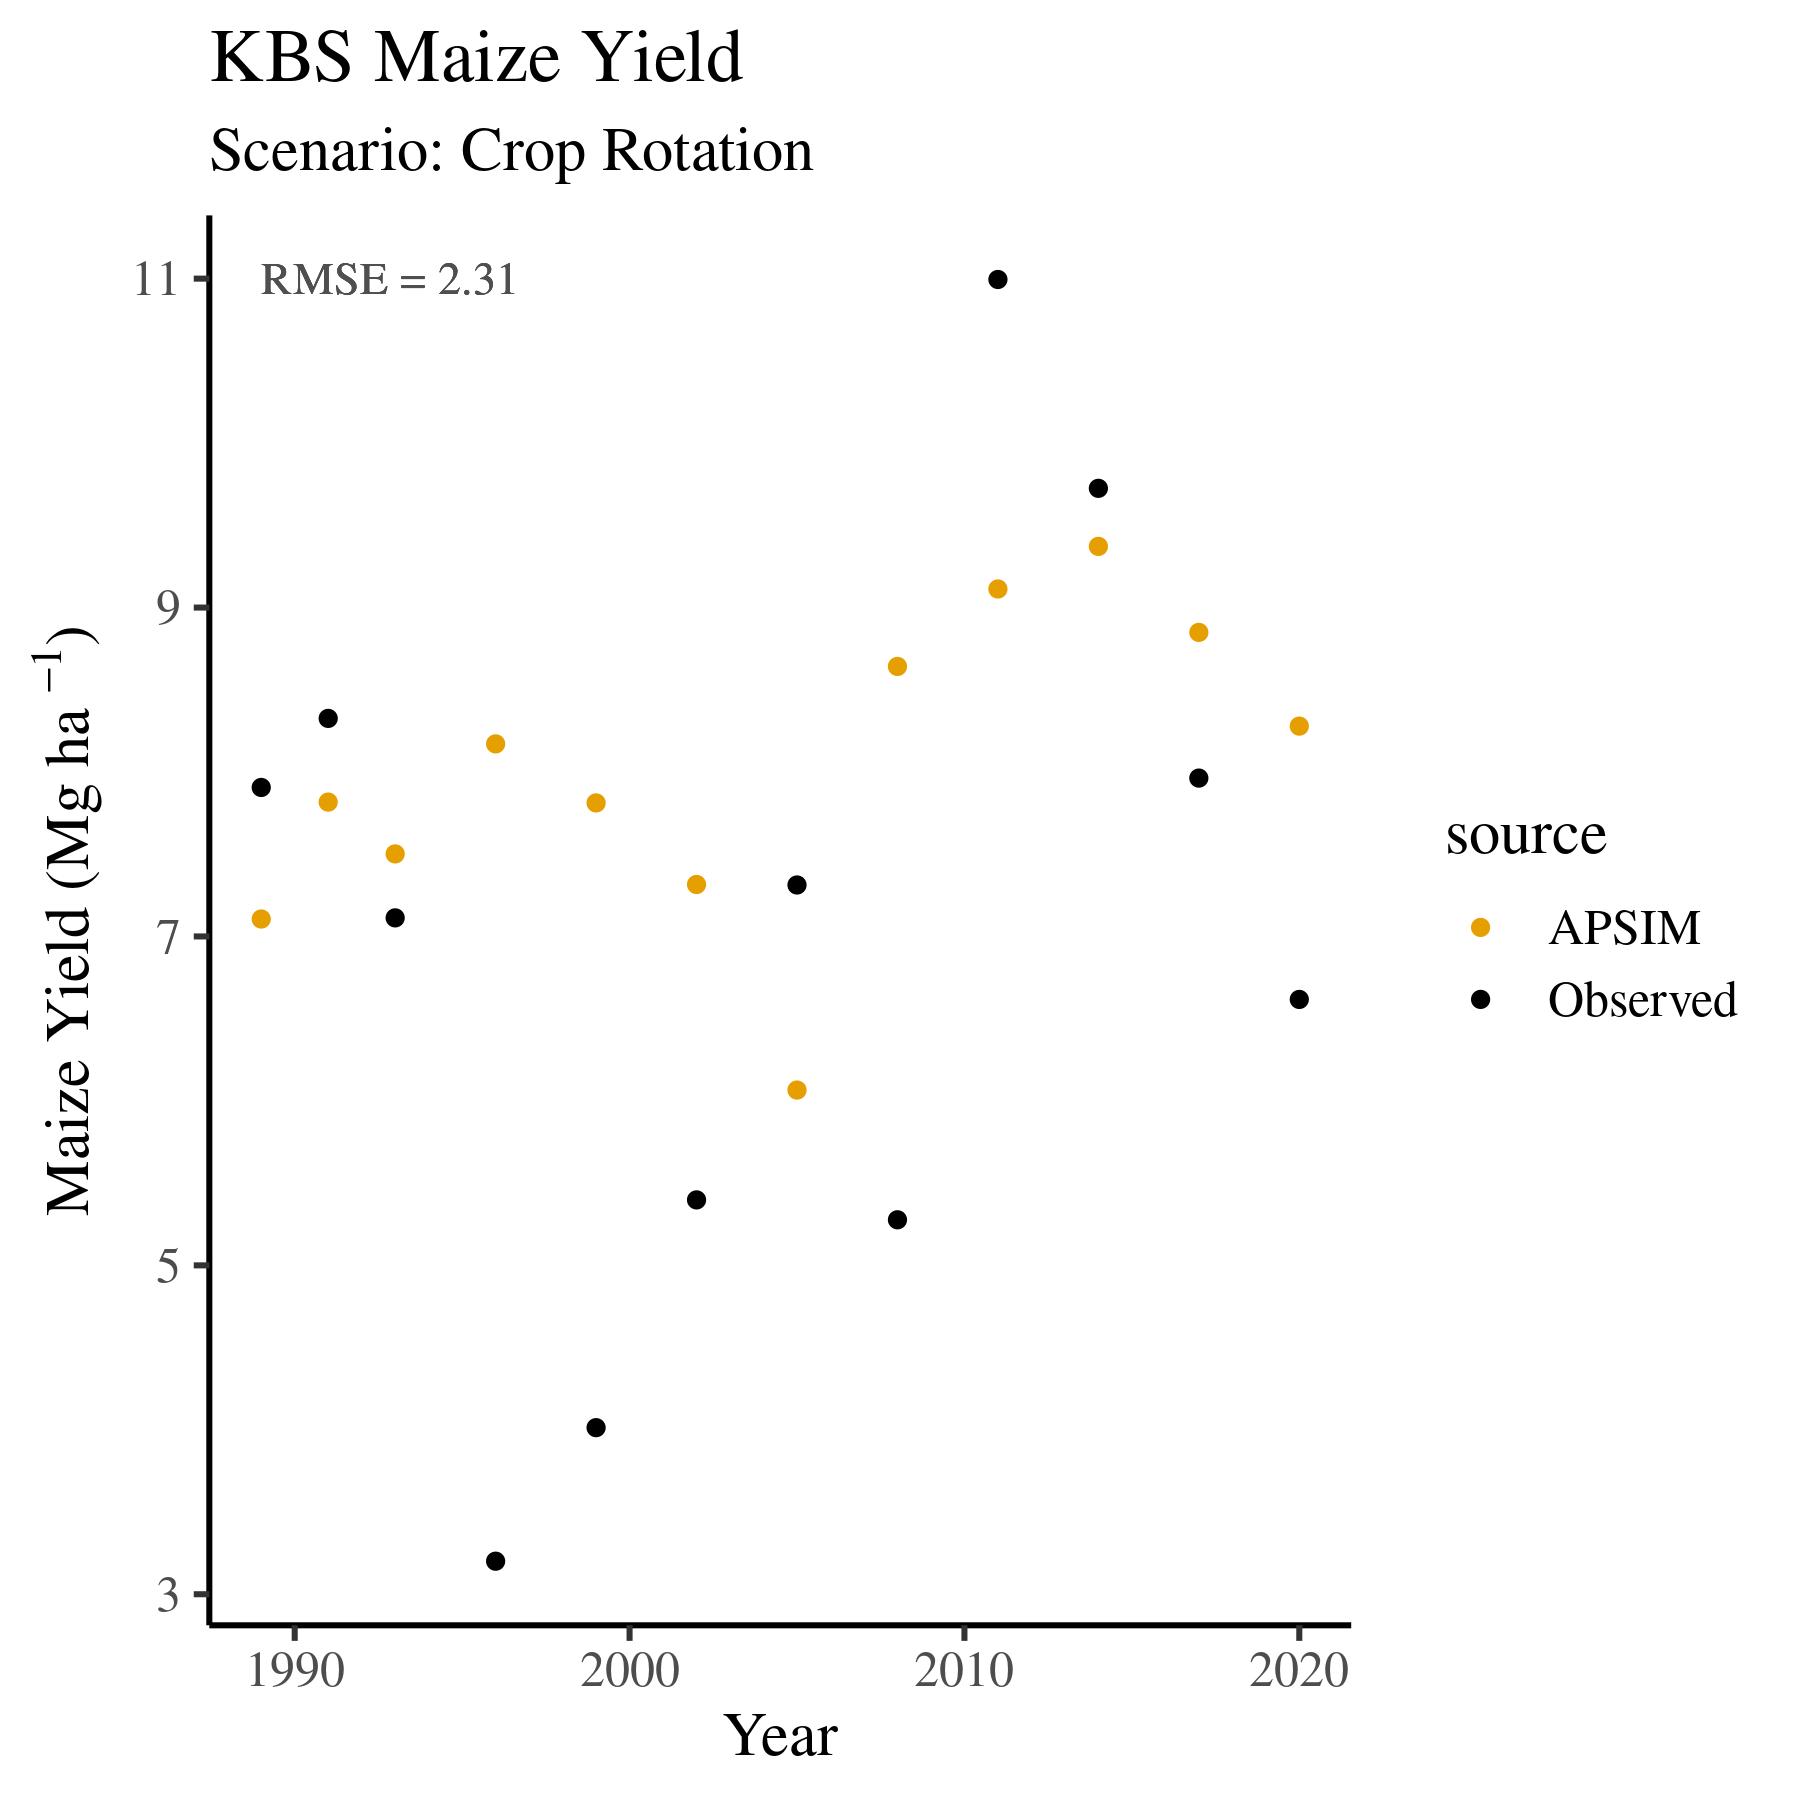 KBS Maize Yield
Scenario: Crop Rotation
RMSE = 2.31
11
9
7
5
3
Maize Yield (Mg ha⁻¹)
1990 2000 2010 2020
Year
source
APSIM
Observed